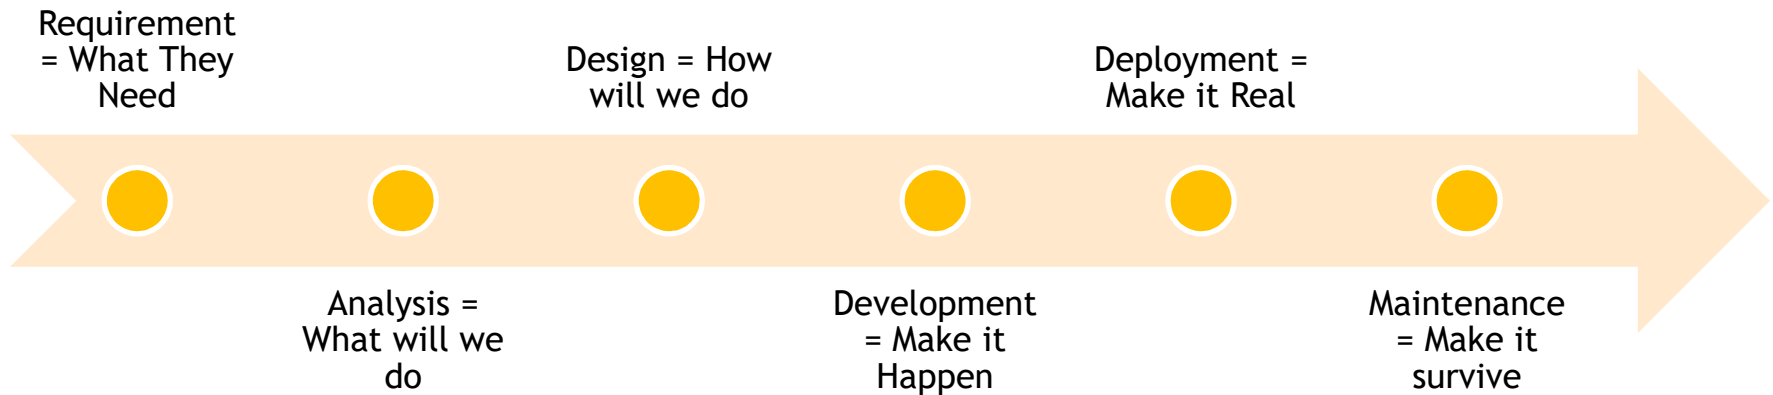 Requirement
= What They
Need
Analysis =
What will we
do
Design = How
will we do
Development
= Make it
Happen
Deployment =
Make it Real
Maintenance
= Make it
survive